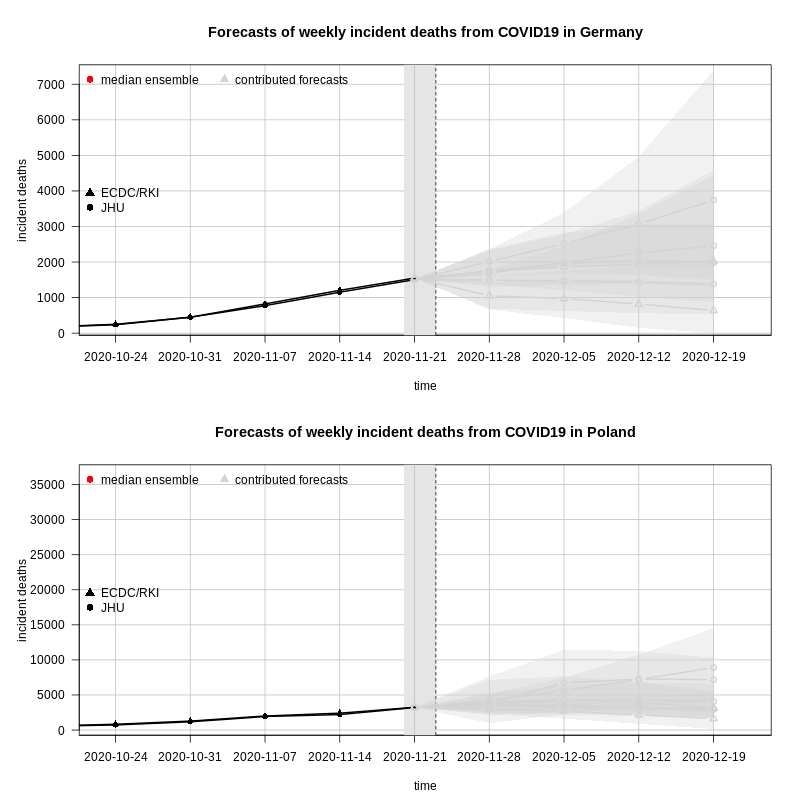 Forecasts of weekly incident deaths from COVID19 in Germany
median ensemble contributed forecasts
7000
6000
5000
4000
3000
2000
1000
0
incident deaths
ECDC/RKI
JHU
2020-10-24 2020-10-31 2020-11-07 2020-11-14 2020-11-21 2020-11-28 2020-12-05 2020-12-12 2020-12-19
time
Forecasts of weekly incident deaths from COVID19 in Poland
median ensemble contributed forecasts
35000
30000
25000
20000
15000
10000
5000
0
incident deaths
ECDC/RKI
JHU
2020-10-24 2020-10-31 2020-11-07 2020-11-14 2020-11-21 2020-11-28 2020-12-05 2020-12-12 2020-12-19
time